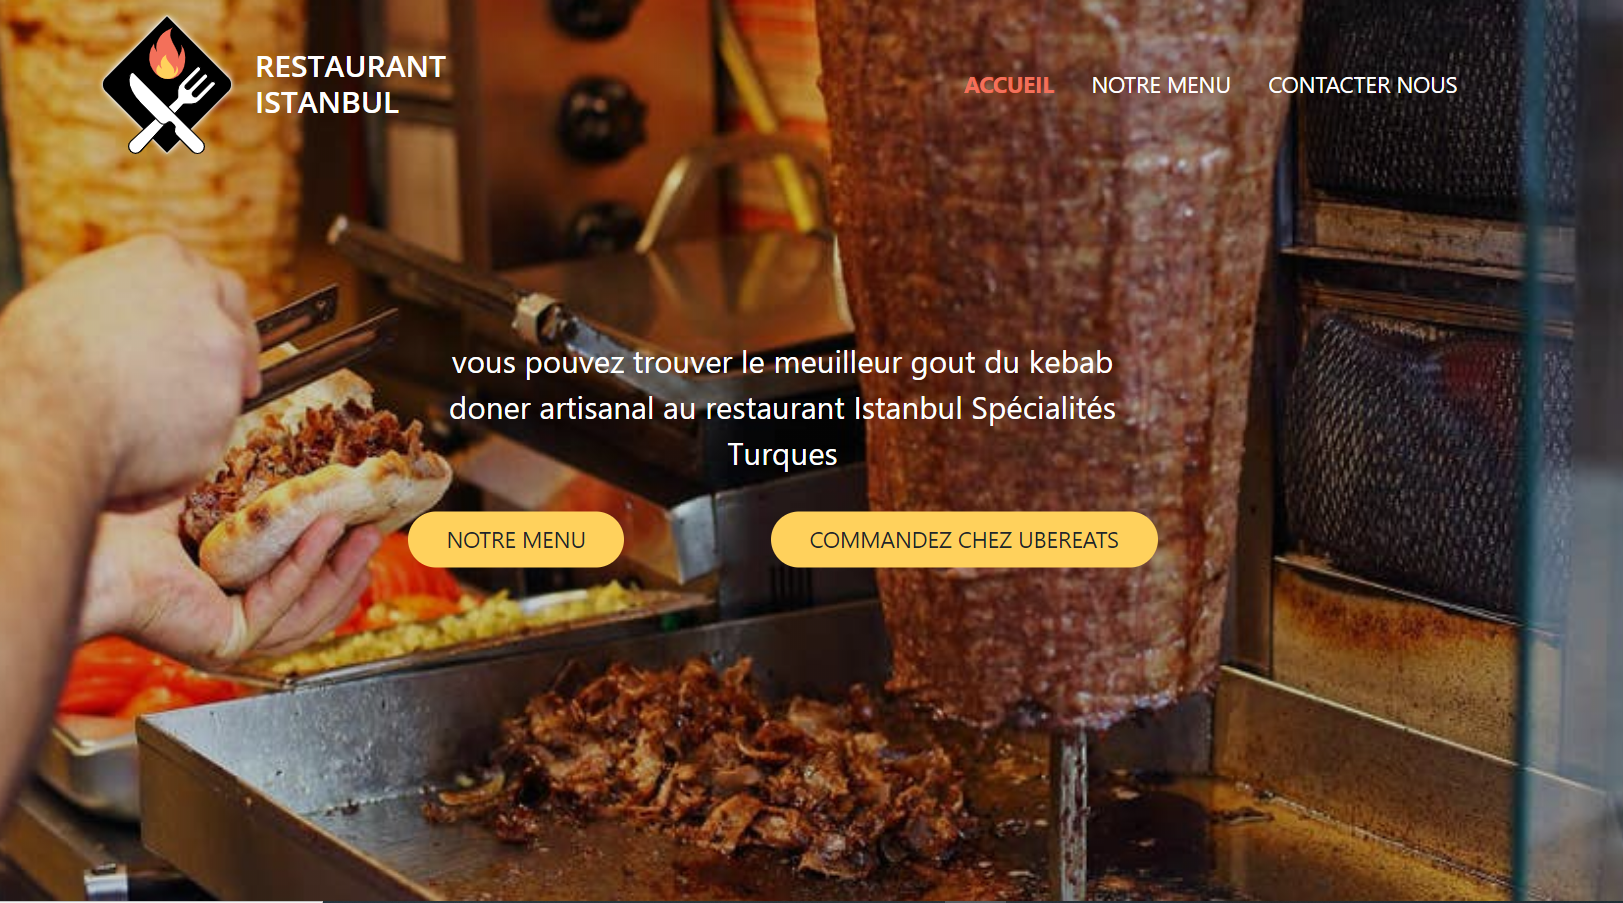 RESTAURANT
ISTANBUL
ACCUEIL NOTRE MENU CONTACTER NOUS
vous pouvez trouver le meuilleur gout du kebab
doner artisanal au restaurant Istanbul Spécialités
Turques
NOTRE MENU COMMANDEZ CHEZ UBEREATS